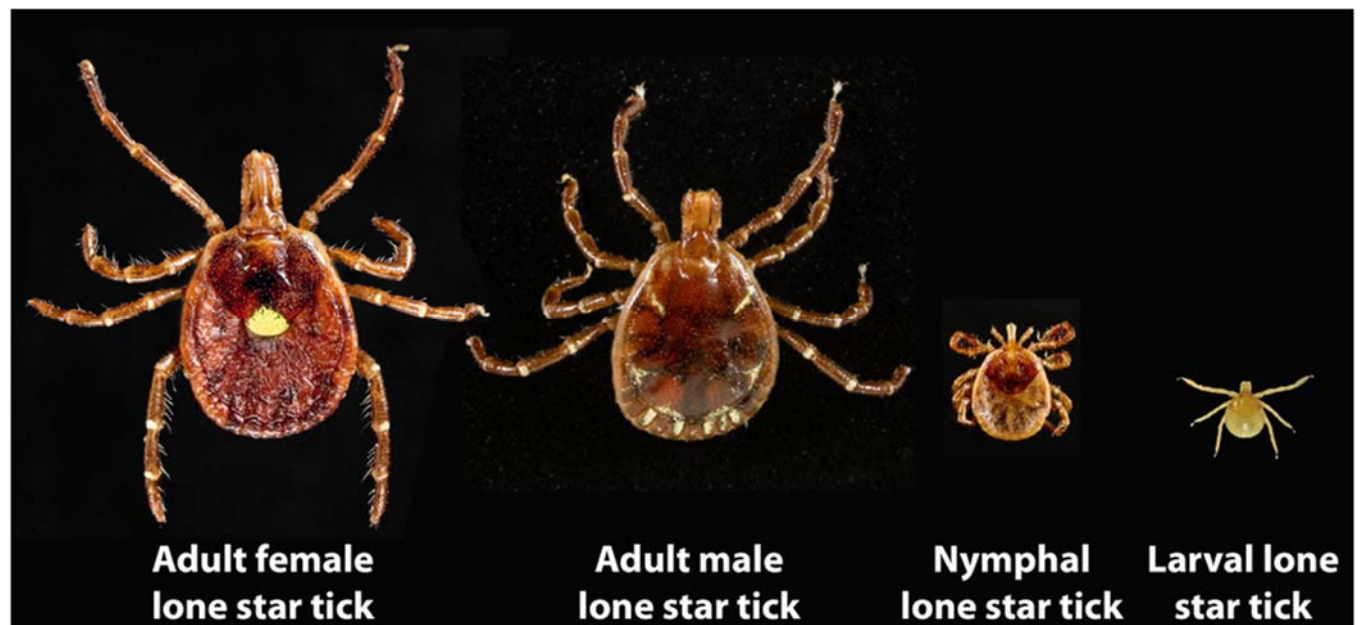 Adult female
lone star tick
Adult male
lone star tick
Nymphal
lone star tick
Larval lone
star tick